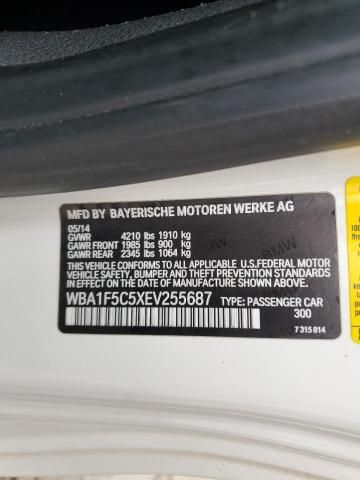 MFD BY BAYERISCHE MOTOREN WERKE AG
05/14
GVWR 4210 lbs 1910 kg
GAWR FRONT 1985 lbs 900 kg
GAWR REAR 2345 lbs 1064 kg
THIS VEHICLE CONFORMS TO ALL APPLICABLE U.S.FEDERAL MOTOR
VEHICLE SAFETY, BUMPER AND THEFT PREVENTION STANDARDS IN
EFFECT ON THE DATE OF MANUFACTURE SHOWN ABOVE.
WBA1F5C5XEV255687 TYPE: PASSENGER CAR
300
7 315 814